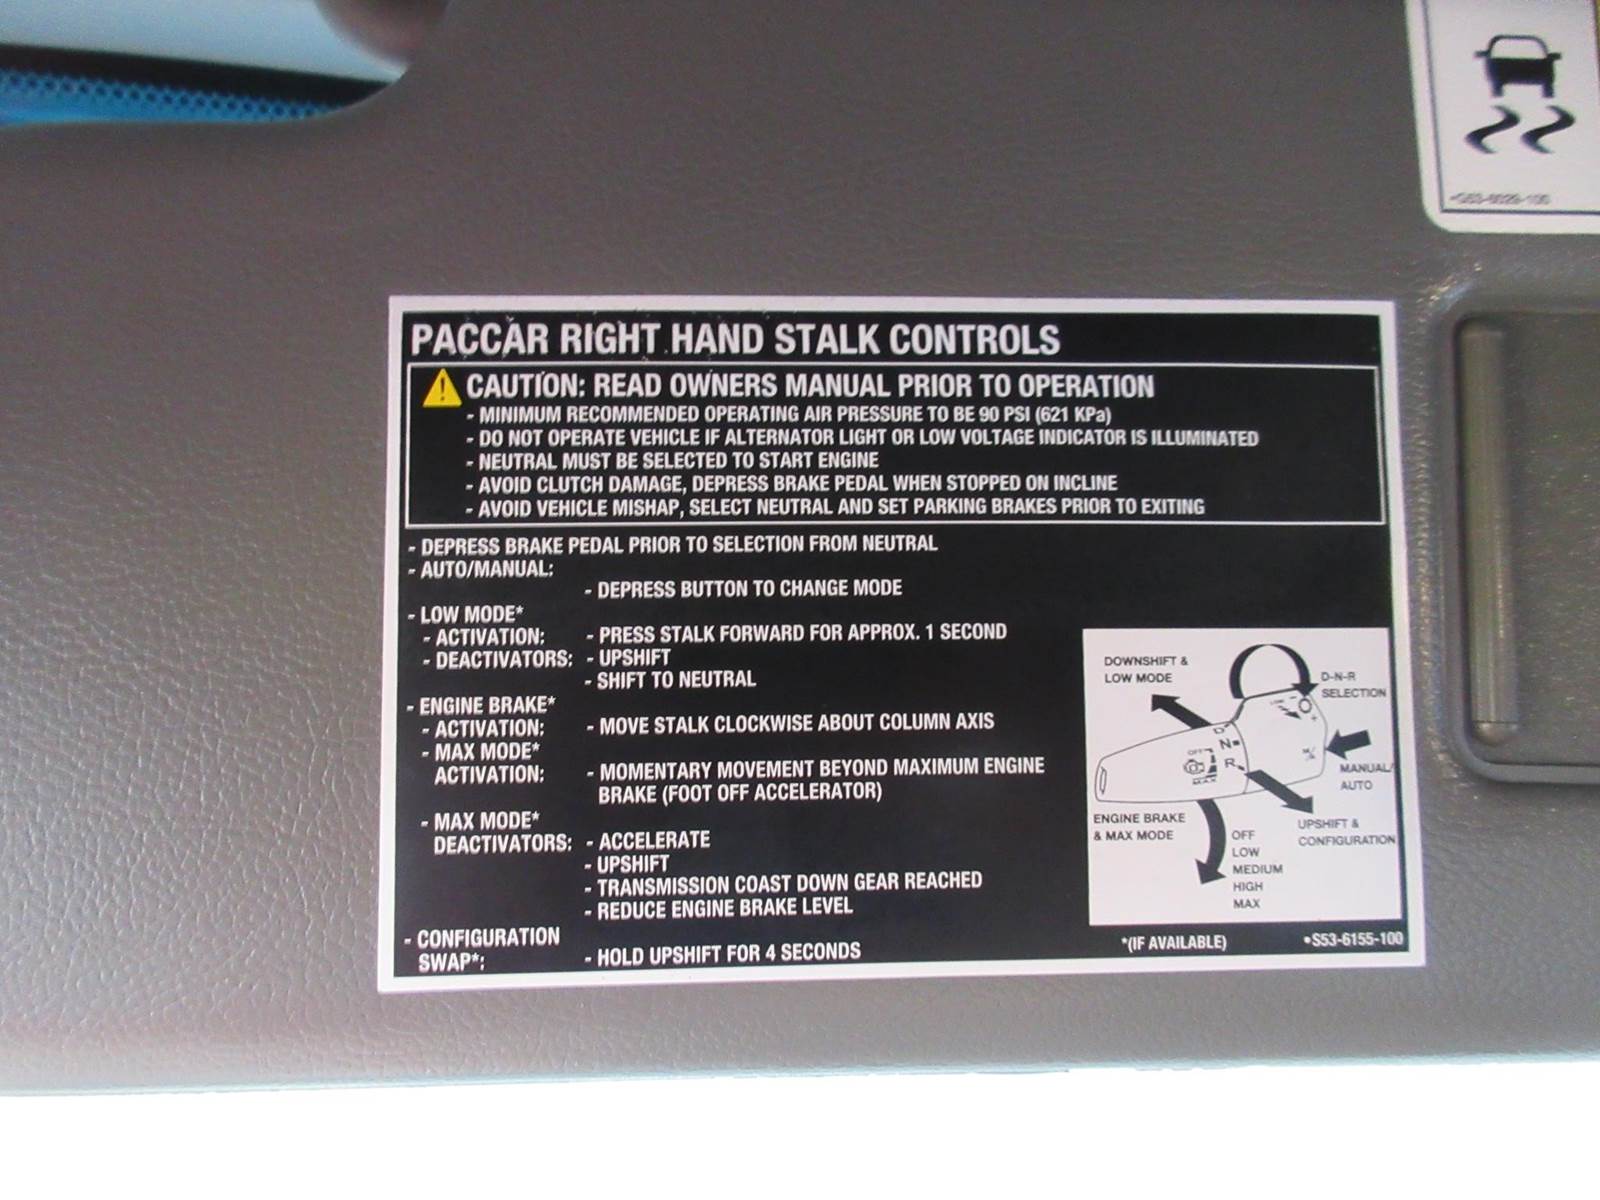 PACCAR RIGHT HAND STALK CONTROLS
CAUTION: READ OWNERS MANUAL PRIOR TO OPERATION
- MINIMUM RECOMMENDED OPERATING AIR PRESSURE TO BE 90 PSI (621 KPa)
- DO NOT OPERATE VEHICLE IF ALTERNATOR LIGHT OR LOW VOLTAGE INDICATOR IS ILLUMINATED
- NEUTRAL MUST BE SELECTED TO START ENGINE
- AVOID CLUTCH DAMAGE, DEPRESS BRAKE PEDAL WHEN STOPPED ON INCLINE
- AVOID VEHICLE MISHAP, SELECT NEUTRAL AND SET PARKING BRAKES PRIOR TO EXITING
- DEPRESS BRAKE PEDAL PRIOR TO SELECTION FROM NEUTRAL
- AUTO/MANUAL:
- DEPRESS BUTTON TO CHANGE MODE
- LOW MODE*
- ACTIVATION: - PRESS STALK FORWARD FOR APPROX. 1 SECOND
- DEACTIVATORS: - UPSHIFT
- SHIFT TO NEUTRAL
- ENGINE BRAKE*
- ACTIVATION: - MOVE STALK CLOCKWISE ABOUT COLUMN AXIS
- MAX MODE*
ACTIVATION: - MOMENTARY MOVEMENT BEYOND MAXIMUM ENGINE
BRAKE (FOOT OFF ACCELERATOR)
- MAX MODE*
DEACTIVATORS: - ACCELERATE
- UPSHIFT
- TRANSMISSION COAST DOWN GEAR REACHED
- REDUCE ENGINE BRAKE LEVEL
- CONFIGURATION
SWAP*: - HOLD UPSHIFT FOR 4 SECONDS
DOWNSHIFT &
LOW MODE
D-N-R
SELECTION
D
N
R
OFF
MAX
MANUAL/
AUTO
ENGINE BRAKE
& MAX MODE
UPSHIFT &
CONFIGURATION
OFF
LOW
MEDIUM
HIGH
MAX
*(IF AVAILABLE)
•S53-6155-100